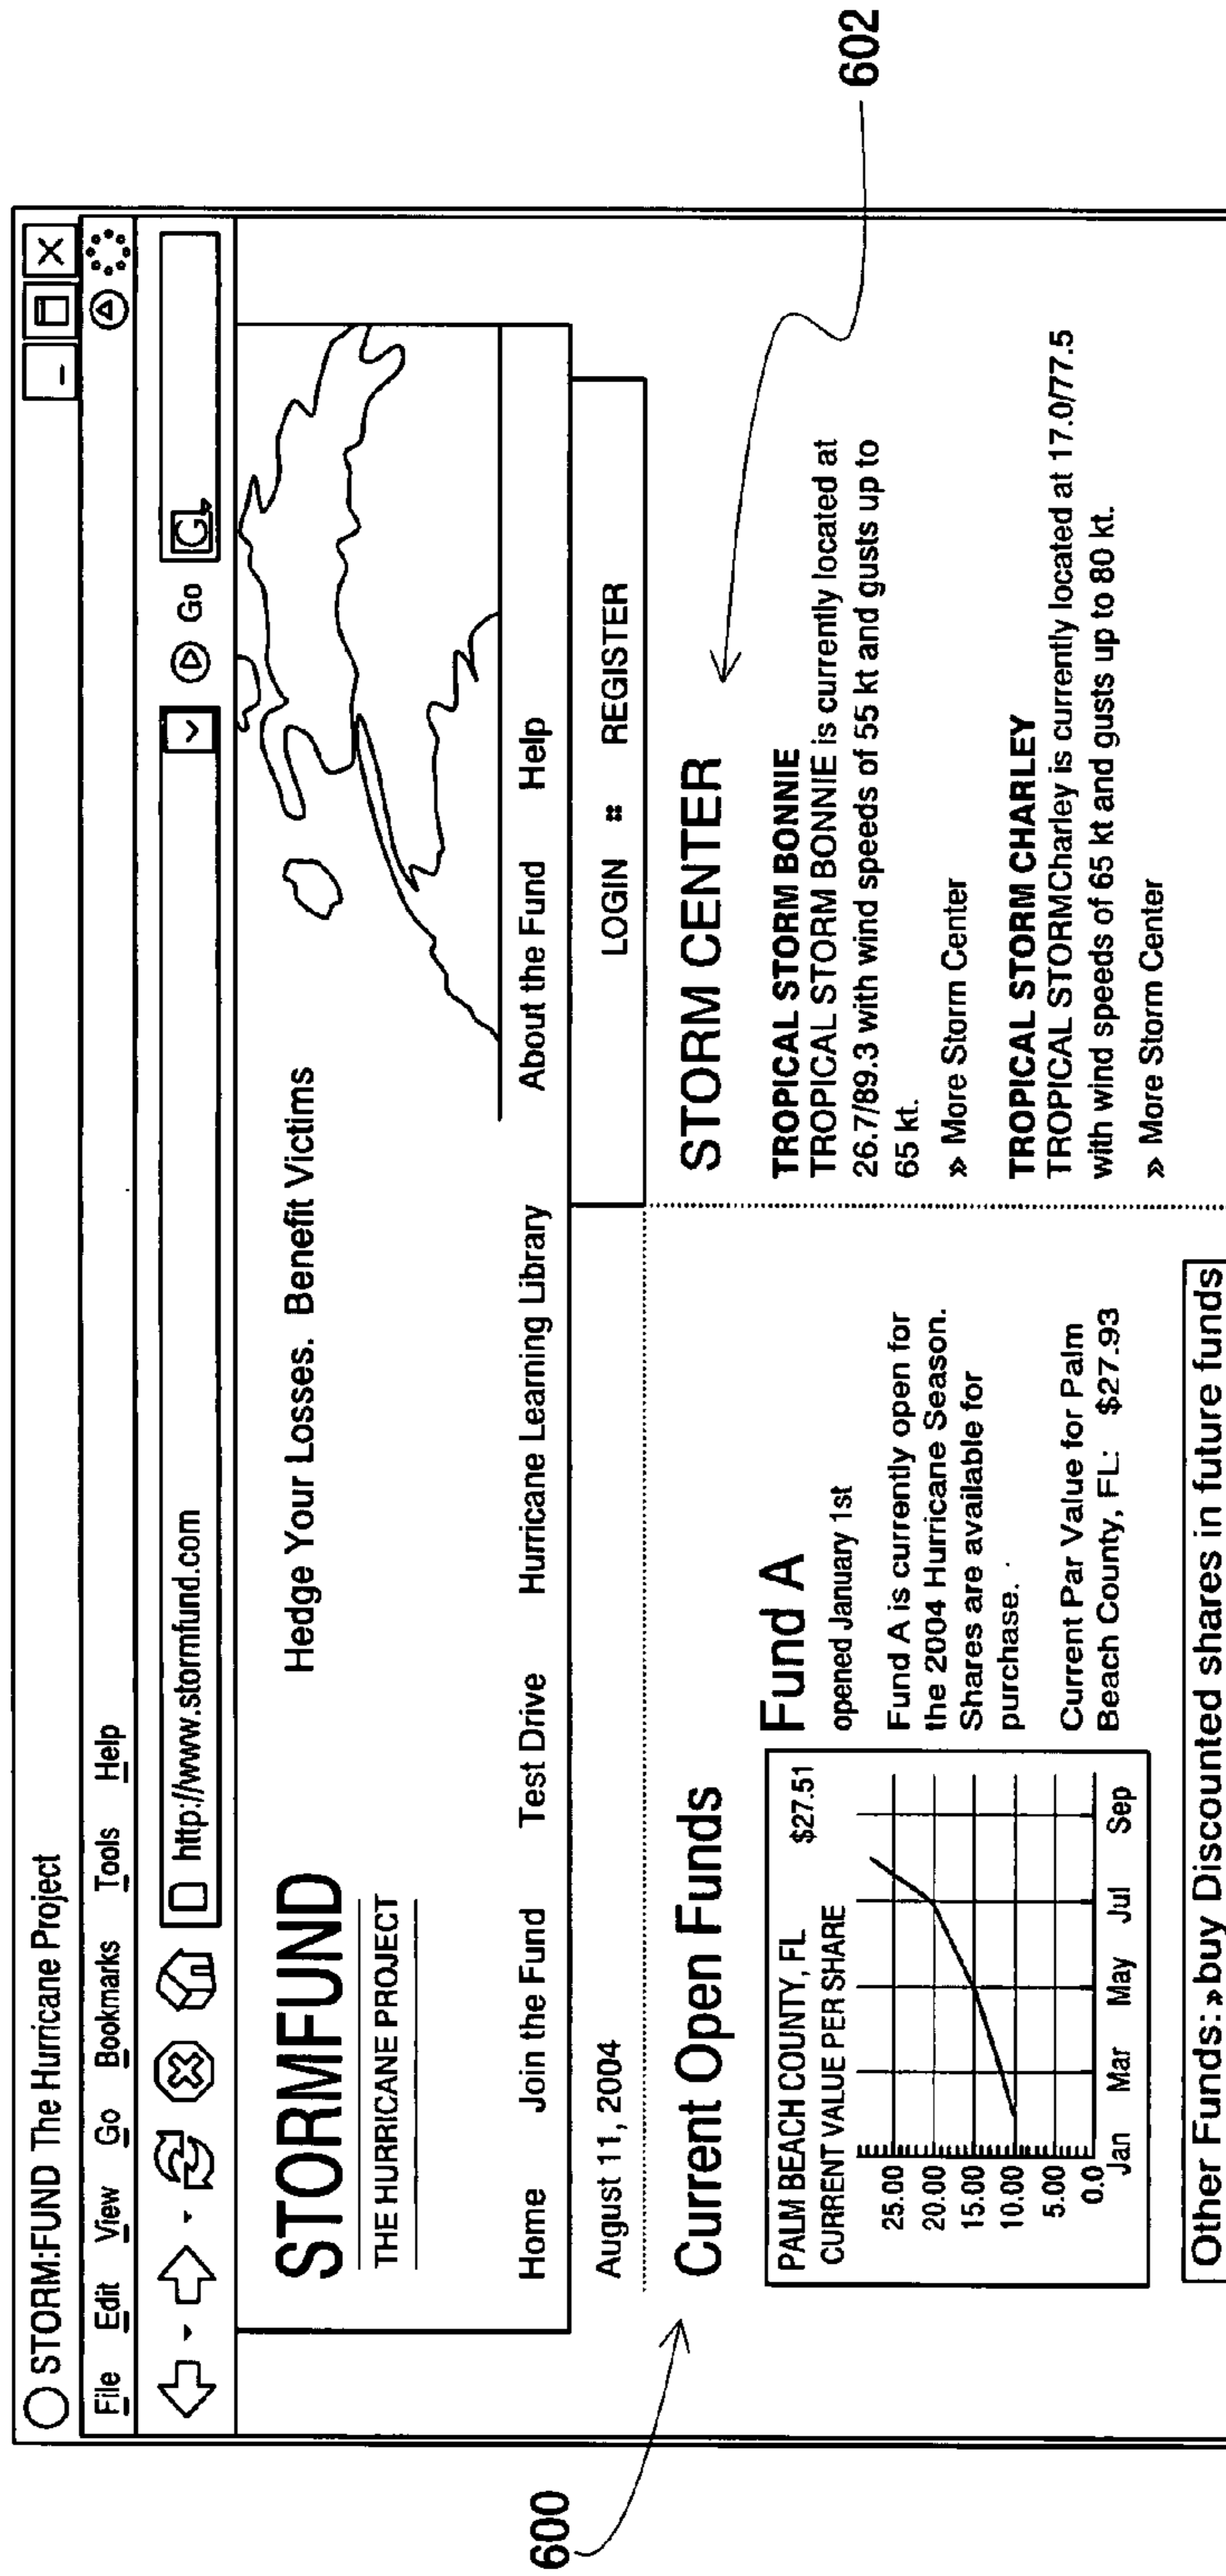 STORM:FUND The Hurricane Project
File Edit View Go Bookmarks Tools Help
http://www.stormfund.com
Go G
STORMFUND
THE HURRICANE PROJECT
Hedge Your Losses. Benefit Victims
Home Join the Fund Test Drive Hurricane Learning Library About the Fund Help
August 11, 2004
LOGIN :: REGISTER
600
Current Open Funds
PALM BEACH COUNTY, FL $27.51
CURRENT VALUE PER SHARE
25.00
20.00
15.00
10.00
5.00
0.0
Jan Mar May Jul Sep
Fund A
opened January 1st
Fund A is currently open for
the 2004 Hurricane Season.
Shares are available for
purchase.
Current Par Value for Palm
Beach County, FL: $27.93
Other Funds: » buy Discounted shares in future funds
602
STORM CENTER
TROPICAL STORM BONNIE
TROPICAL STORM BONNIE is currently located at
26.7/89.3 with wind speeds of 55 kt and gusts up to
65 kt.
» More Storm Center
TROPICAL STORM CHARLEY
TROPICAL STORMCharley is currently located at 17.0/77.5
with wind speeds of 65 kt and gusts up to 80 kt.
» More Storm Center